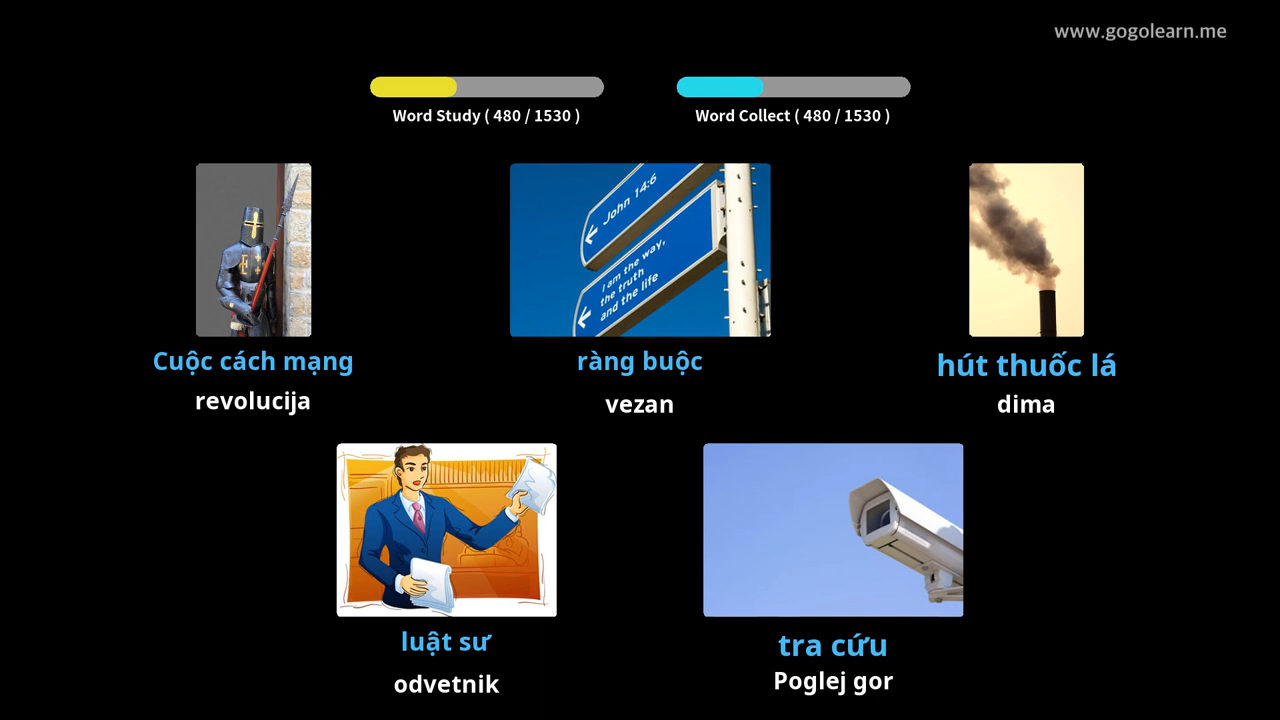 www.gogolearn.me
Word Study ( 480 / 1530 )
Word Collect ( 480 / 1530 )
John 14:6
I am the way,
the truth
and the life
Cuộc cách mạng
revolucija
ràng buộc
vezan
hút thuốc lá
dima
luật sư
odvetnik
tra cứu
Poglej gor